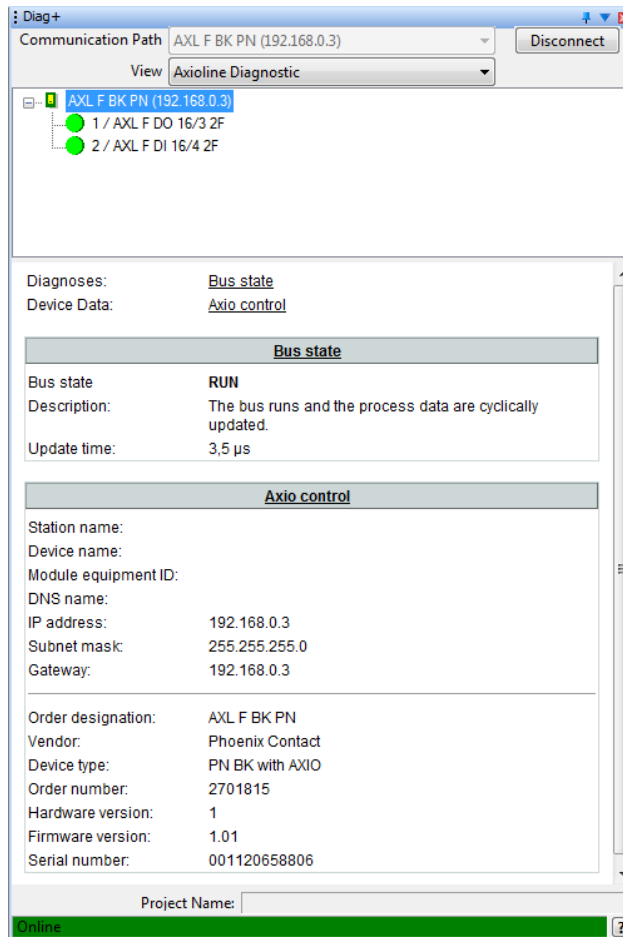 Diag+
Communication Path AXL F BK PN (192.168.0.3) Disconnect
View Axioline Diagnostic
AXL F BK PN (192.168.0.3)
1 / AXL F DO 16/3 2F
2 / AXL F DI 16/4 2F
Diagnoses: Bus state
Device Data: Axio control
Bus state
Bus state RUN
Description: The bus runs and the process data are cyclically
updated.
Update time: 3,5 µs
Axio control
Station name:
Device name:
Module equipment ID:
DNS name:
IP address: 192.168.0.3
Subnet mask: 255.255.255.0
Gateway: 192.168.0.3
Order designation: AXL F BK PN
Vendor: Phoenix Contact
Device type: PN BK with AXIO
Order number: 2701815
Hardware version: 1
Firmware version: 1.01
Serial number: 001120658806
Project Name:
Online ?